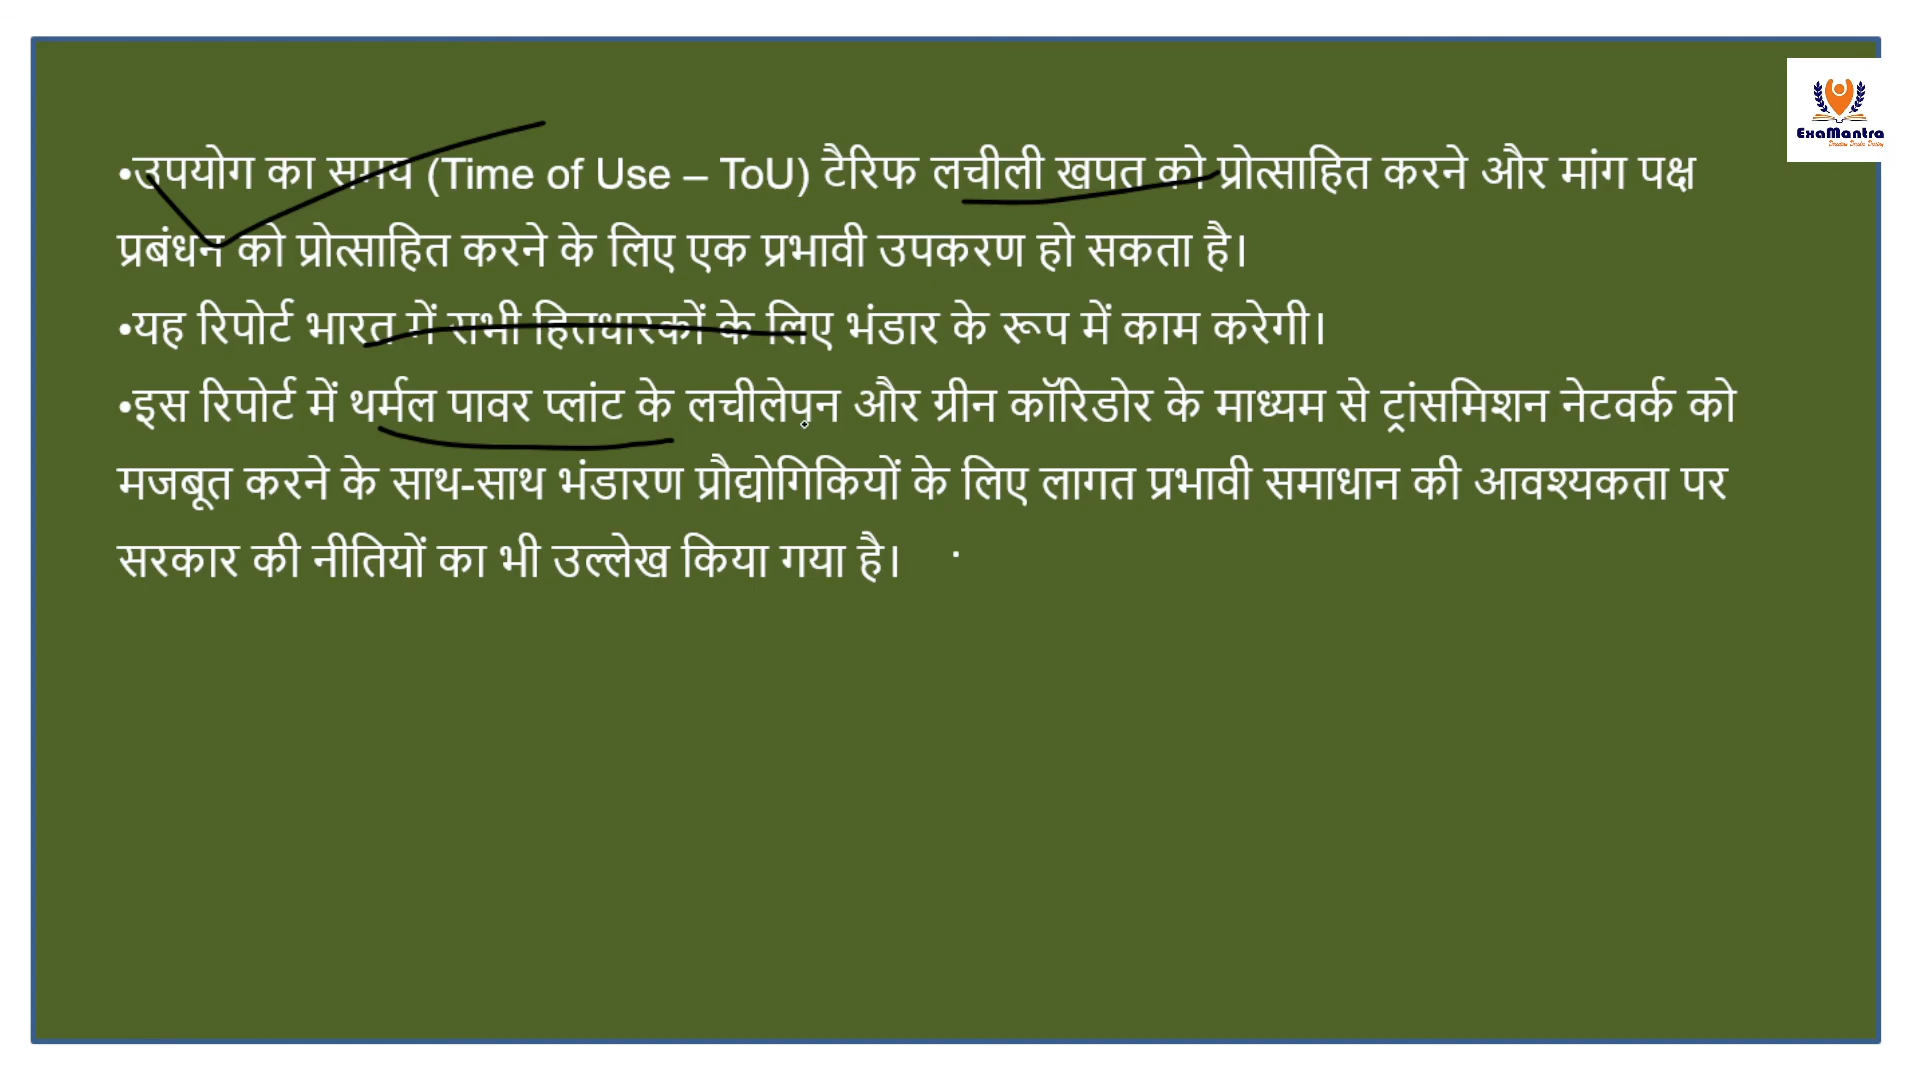 •उपयोग का समय (Time of Use – ToU) टैरिफ लचीली खपत को प्रोत्साहित करने और मांग पक्ष
प्रबंधन को प्रोत्साहित करने के लिए एक प्रभावी उपकरण हो सकता है।
•यह रिपोर्ट भारत में सभी हितधारकों के लिए भंडार के रूप में काम करेगी।
•इस रिपोर्ट में थर्मल पावर प्लांट के लचीलेपन और ग्रीन कॉरिडोर के माध्यम से ट्रांसमिशन नेटवर्क को
मजबूत करने के साथ-साथ भंडारण प्रौद्योगिकियों के लिए लागत प्रभावी समाधान की आवश्यकता पर
सरकार की नीतियों का भी उल्लेख किया गया है।
ExaMantra